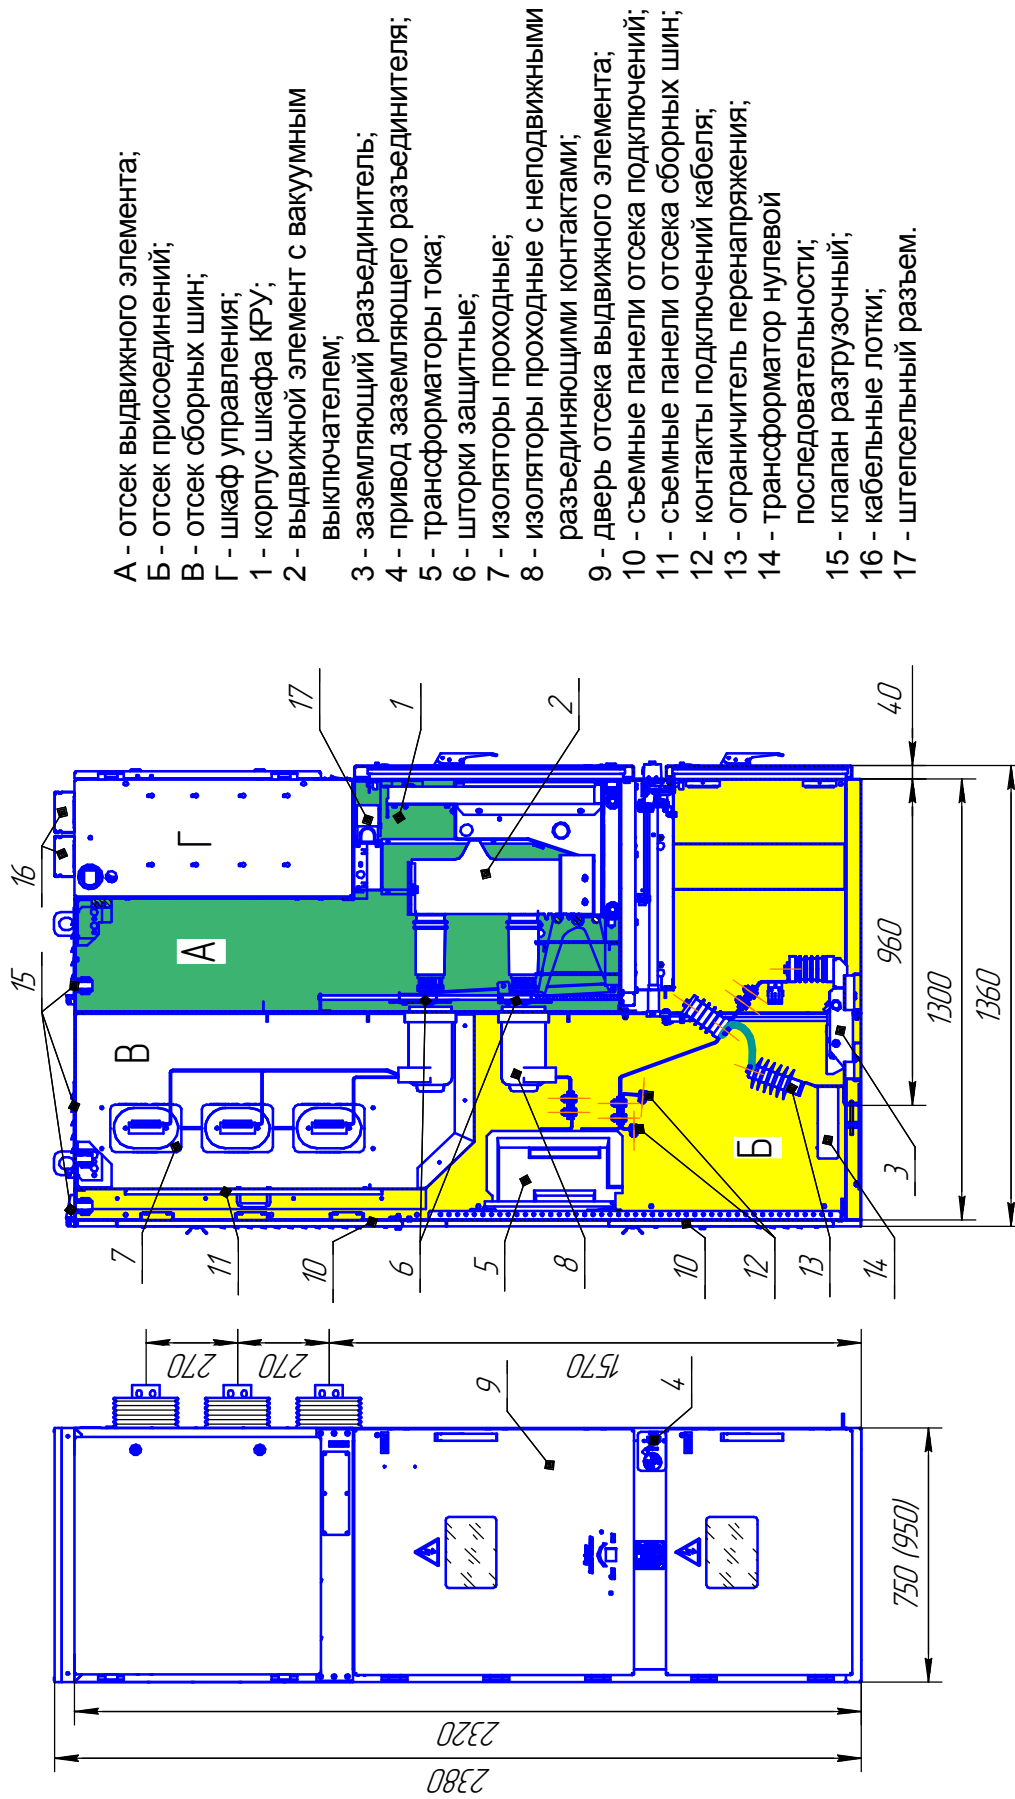 А - отсек выдвижного элемента;
Б - отсек присоединений;
В - отсек сборных шин;
Г - шкаф управления;
1 - корпус шкафа КРУ;
2 - выдвижной элемент с вакуумным
выключателем;
3 - заземляющий разъединитель;
4 - привод заземляющего разъединителя;
5 - трансформаторы тока;
6 - шторки защитные;
7 - изоляторы проходные;
8 - изоляторы проходные с неподвижными
разъединяющими контактами;
9 - дверь отсека выдвижного элемента;
10 - съемные панели отсека подключений;
11 - съемные панели отсека сборных шин;
12 - контакты подключений кабеля;
13 - ограничитель перенапряжения;
14 - трансформатор нулевой
последовательности;
15 - клапан разгрузочный;
16 - кабельные лотки;
17 - штепсельный разъем.
16
15
17
1
2
40
Г
А
В
Б
960
1300
1360
3
7
11
10
6
5
8
10
12
13
14
270
270
1570
9
4
750 (950)
2320
2380